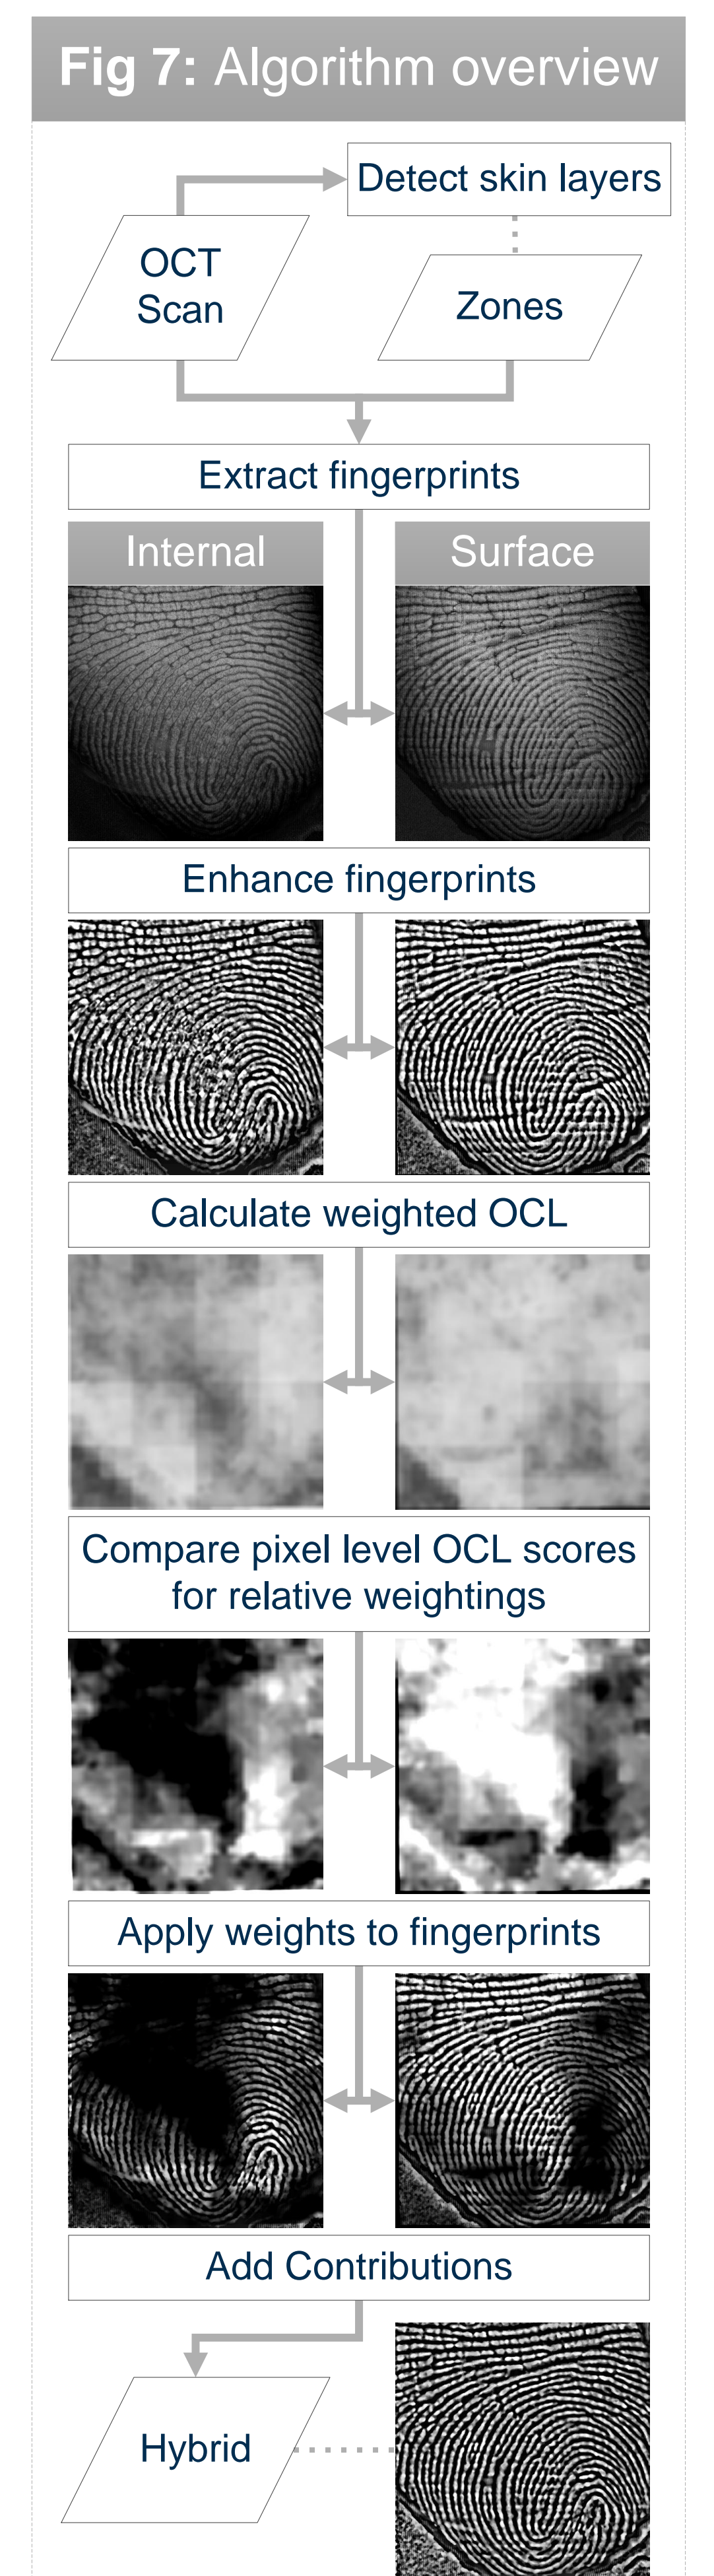 Fig 7: Algorithm overview
Detect skin layers
OCT
Scan
Zones
Extract fingerprints
Internal
Surface
Enhance fingerprints
Calculate weighted OCL
Compare pixel level OCL scores
for relative weightings
Apply weights to fingerprints
Add Contributions
Hybrid